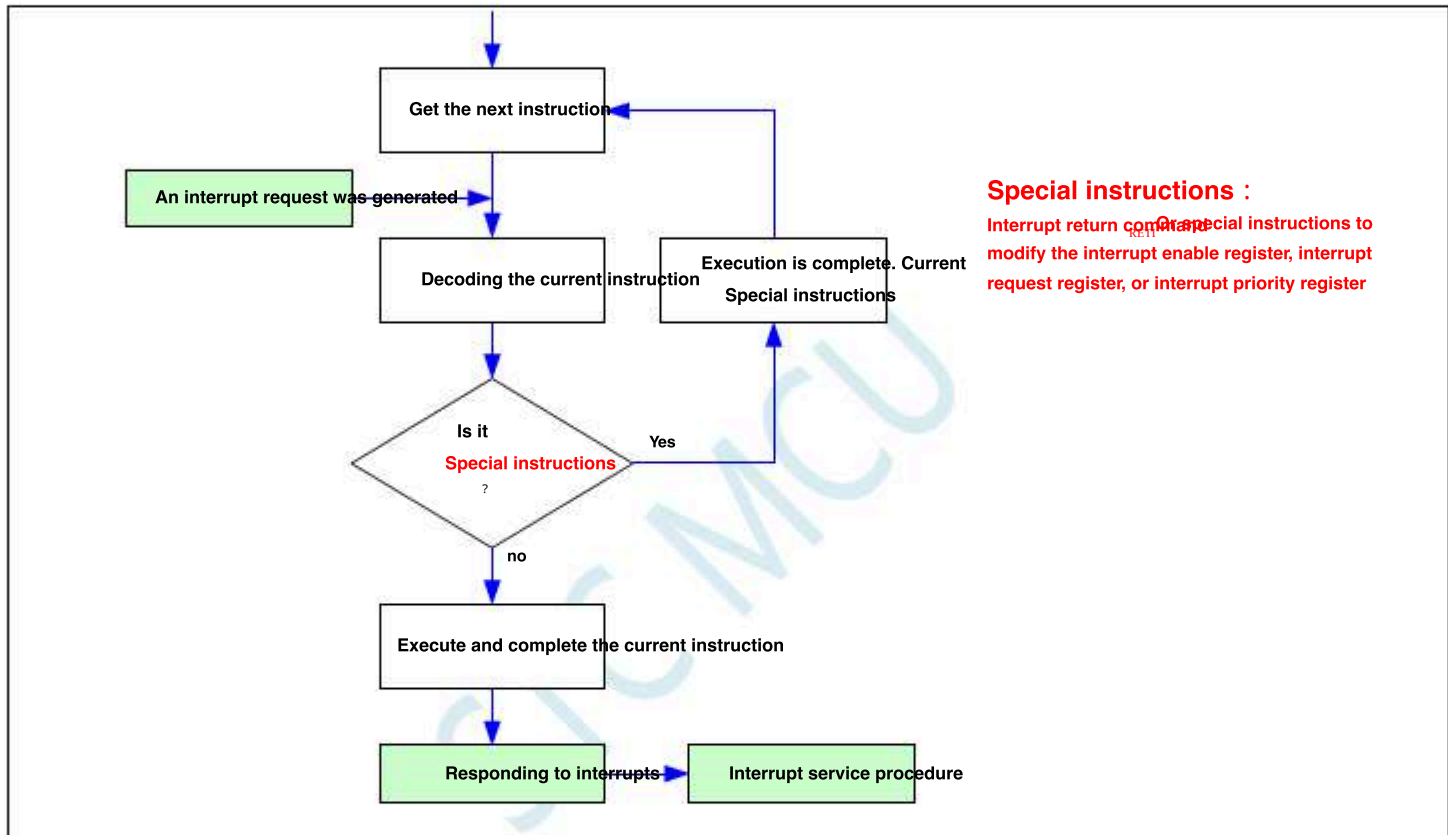 Get the next instruction
An interrupt request was generated
Special instructions :
Interrupt return command RETI Or special instructions to
modify the interrupt enable register, interrupt
request register, or interrupt priority register
Decoding the current instruction
Execution is complete. Current
Special instructions
Is it
Special instructions
?
Yes
no
Execute and complete the current instruction
Responding to interrupts
Interrupt service procedure
STC MCU